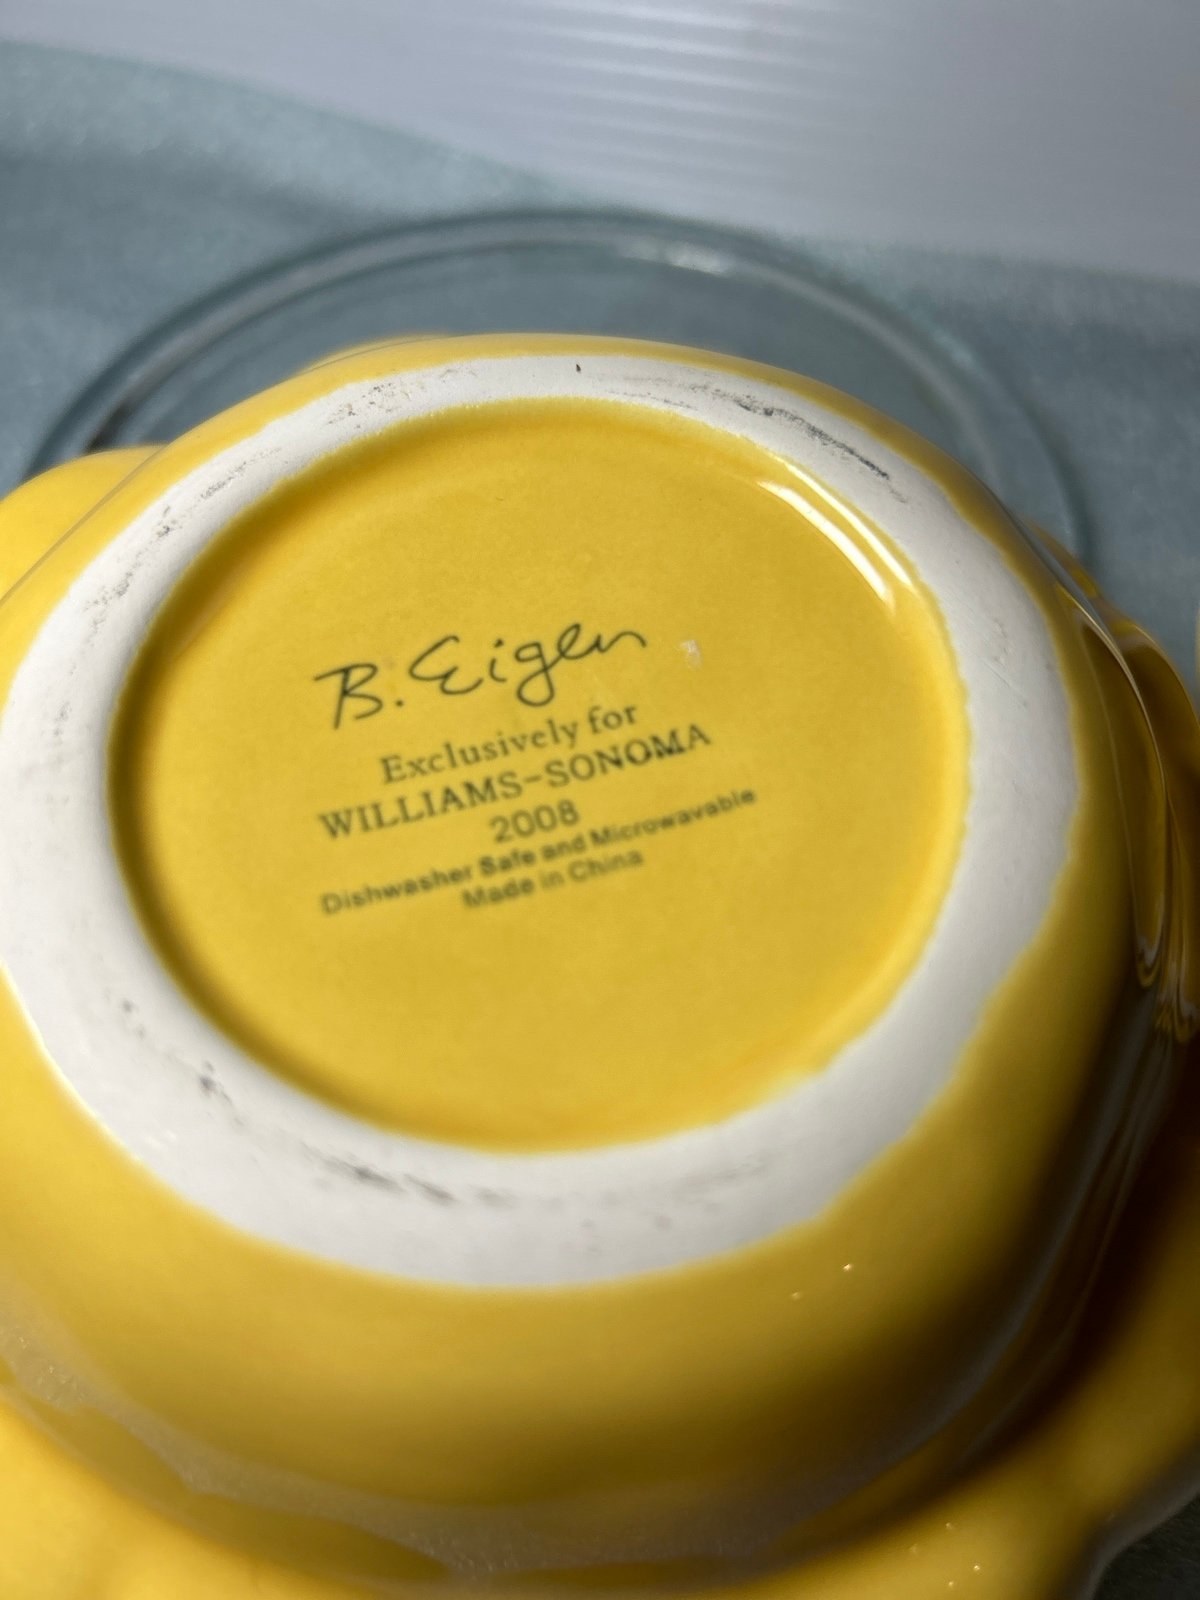 B. Eigen
Exclusively for
WILLIAMS-SONOMA
2008
Dishwasher Safe and Microwavable
Made in China